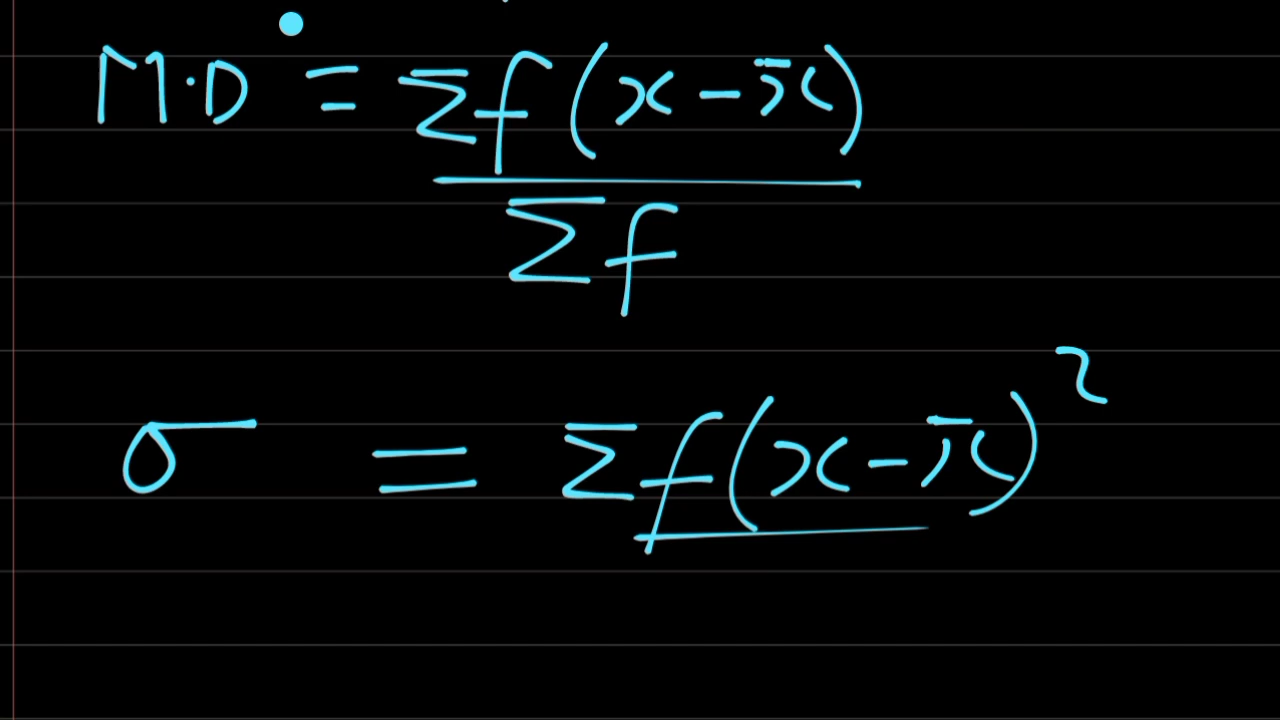 M.D = Σf(x - x̄)
Σf
σ = Σf(x - x̄)²